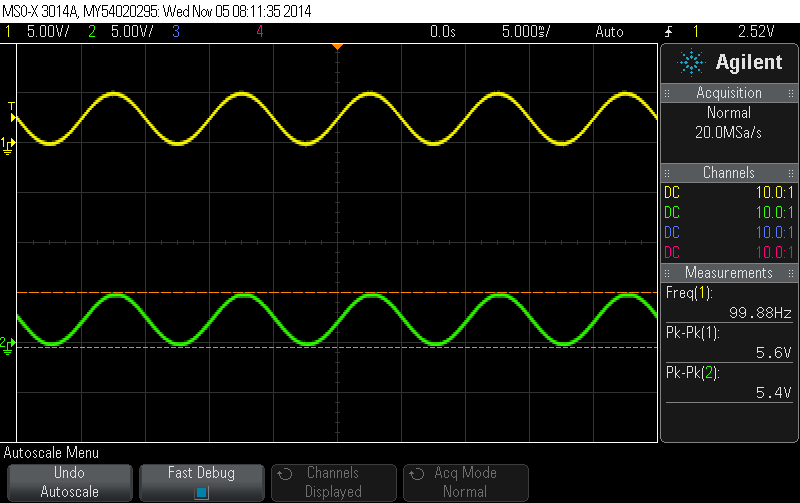 MSO-X 3014A, MY54020295: Wed Nov 05 08:11:35 2014
1 5.00V/ 2 5.00V/ 3 4 0.0s 5.000ms/ Auto 1 2.52V
Agilent
Acquisition
Normal
20.0MSa/s
Channels
DC 10.0:1
DC 10.0:1
DC 10.0:1
DC 10.0:1
Measurements
Freq(1):
99.88Hz
Pk-Pk(1):
5.6V
Pk-Pk(2):
5.4V
T
1
2
Autoscale Menu
Undo
Autoscale
Fast Debug
Channels
Displayed
Acq Mode
Normal